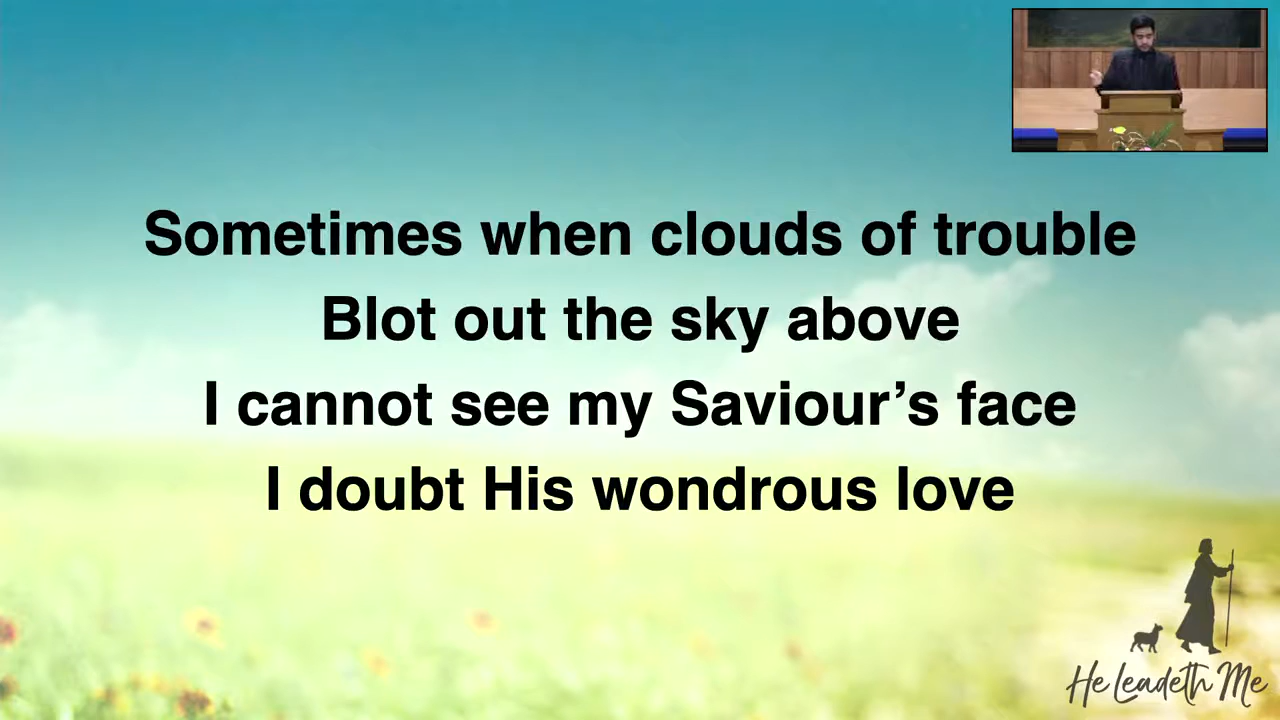 Sometimes when clouds of trouble
Blot out the sky above
I cannot see my Saviour’s face
I doubt His wondrous love
He Leadeth Me